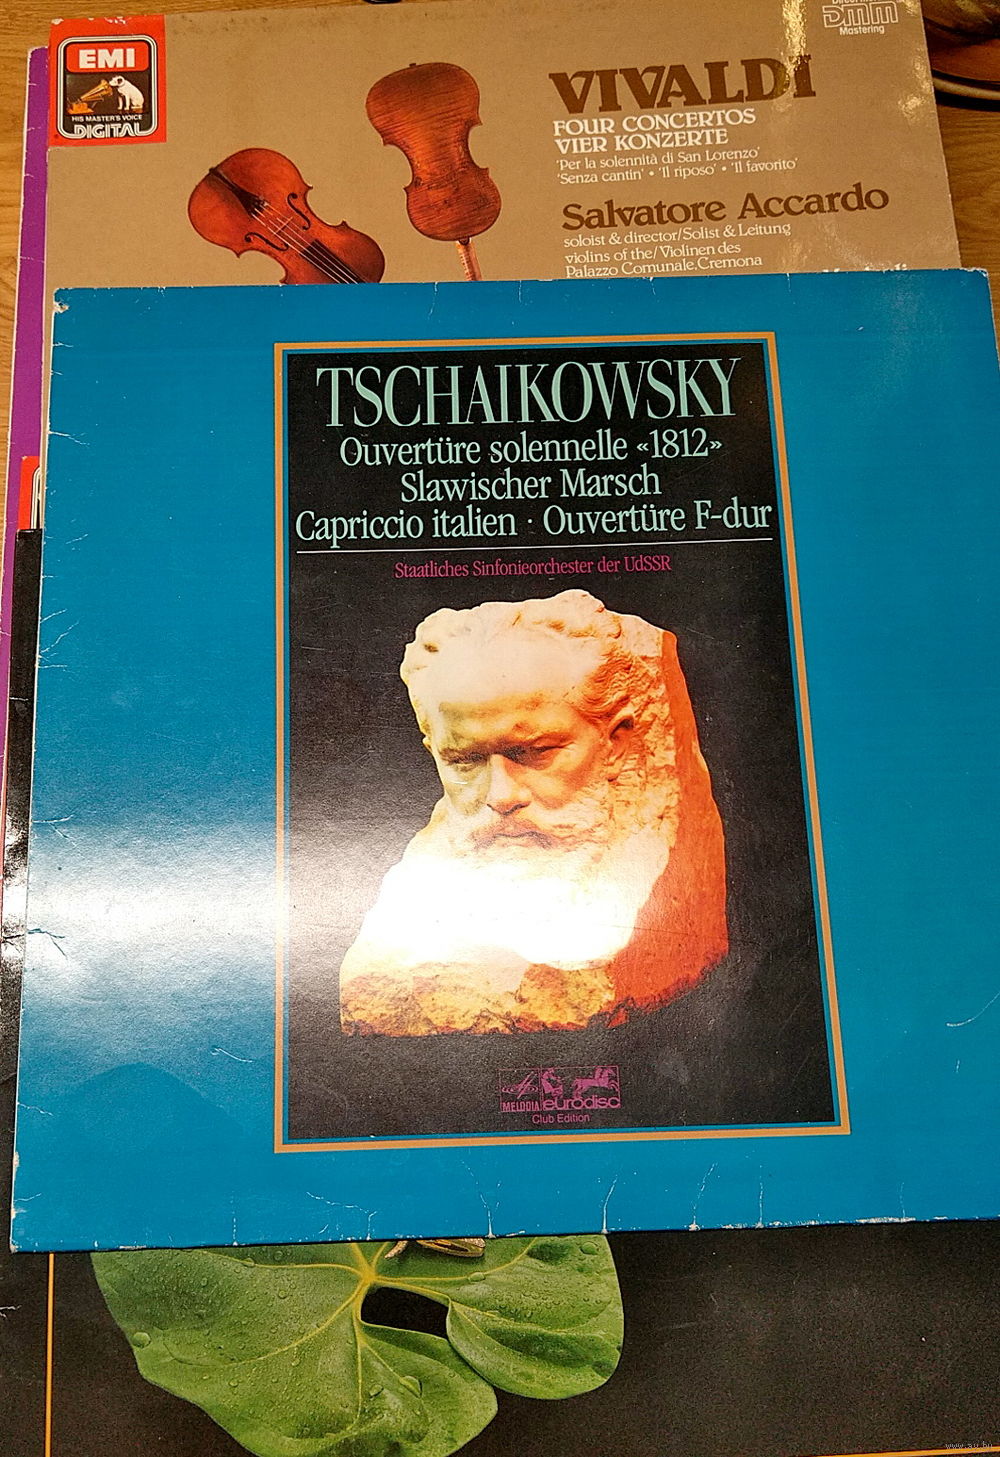 EMI
HIS MASTER'S VOICE
DIGITAL
DMM
Mastering
VIVALDI
FOUR CONCERTOS
VIER KONZERTE
'Per la solennità di San Lorenzo'
'Senza cantin' • 'Il riposo' • 'Il favorito'
Salvatore Accardo
soloist & director/Solist & Leitung
violins of the/Violinen des
Palazzo Comunale, Cremona
TSCHAIKOWSKY
Ouvertüre solennelle «1812»
Slawischer Marsch
Capriccio italien · Ouvertüre F-dur
Staatliches Sinfonieorchester der UdSSR
MELODIA eurodisc
Club Edition